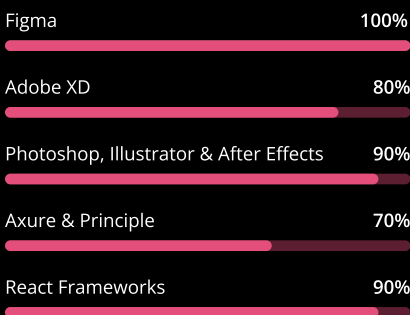 Figma 100%
Adobe XD 80%
Photoshop, Illustrator & After Effects 90%
Axure & Principle 70%
React Frameworks 90%